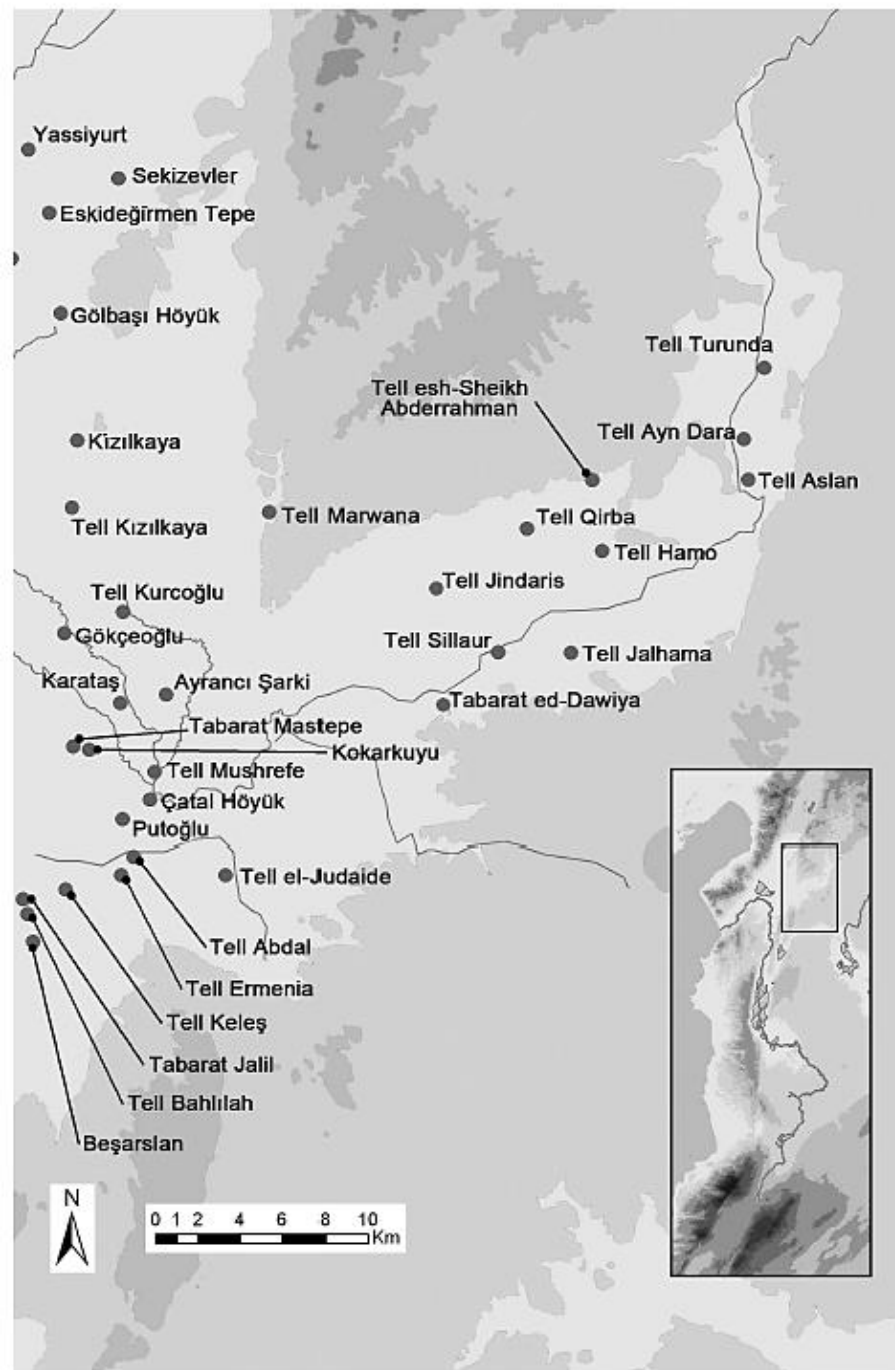 Yassiyurt
Sekizevler
Eskideğirmen Tepe
Gölbaşı Höyük
Tell Turunda
Tell esh-Sheikh
Abderrahman
Tell Ayn Dara
Kızılkaya
Tell Aslan
Tell Kızılkaya
Tell Marwana
Tell Qirba
Tell Hamo
Tell Jindaris
Tell Kurcoğlu
Gökçeoğlu
Tell Sillaur
Tell Jalhama
Karataş
Ayrancı Şarki
Tabarat ed-Dawiya
Tabarat Mastepe
Kokarkuyu
Tell Mushrefe
Çatal Höyük
Putoğlu
Tell el-Judaide
Tell Abdal
Tell Ermenia
Tell Keleş
Tabarat Jalil
Tell Bahlılah
Beşarslan
N
0 1 2 4 6 8 10
Km